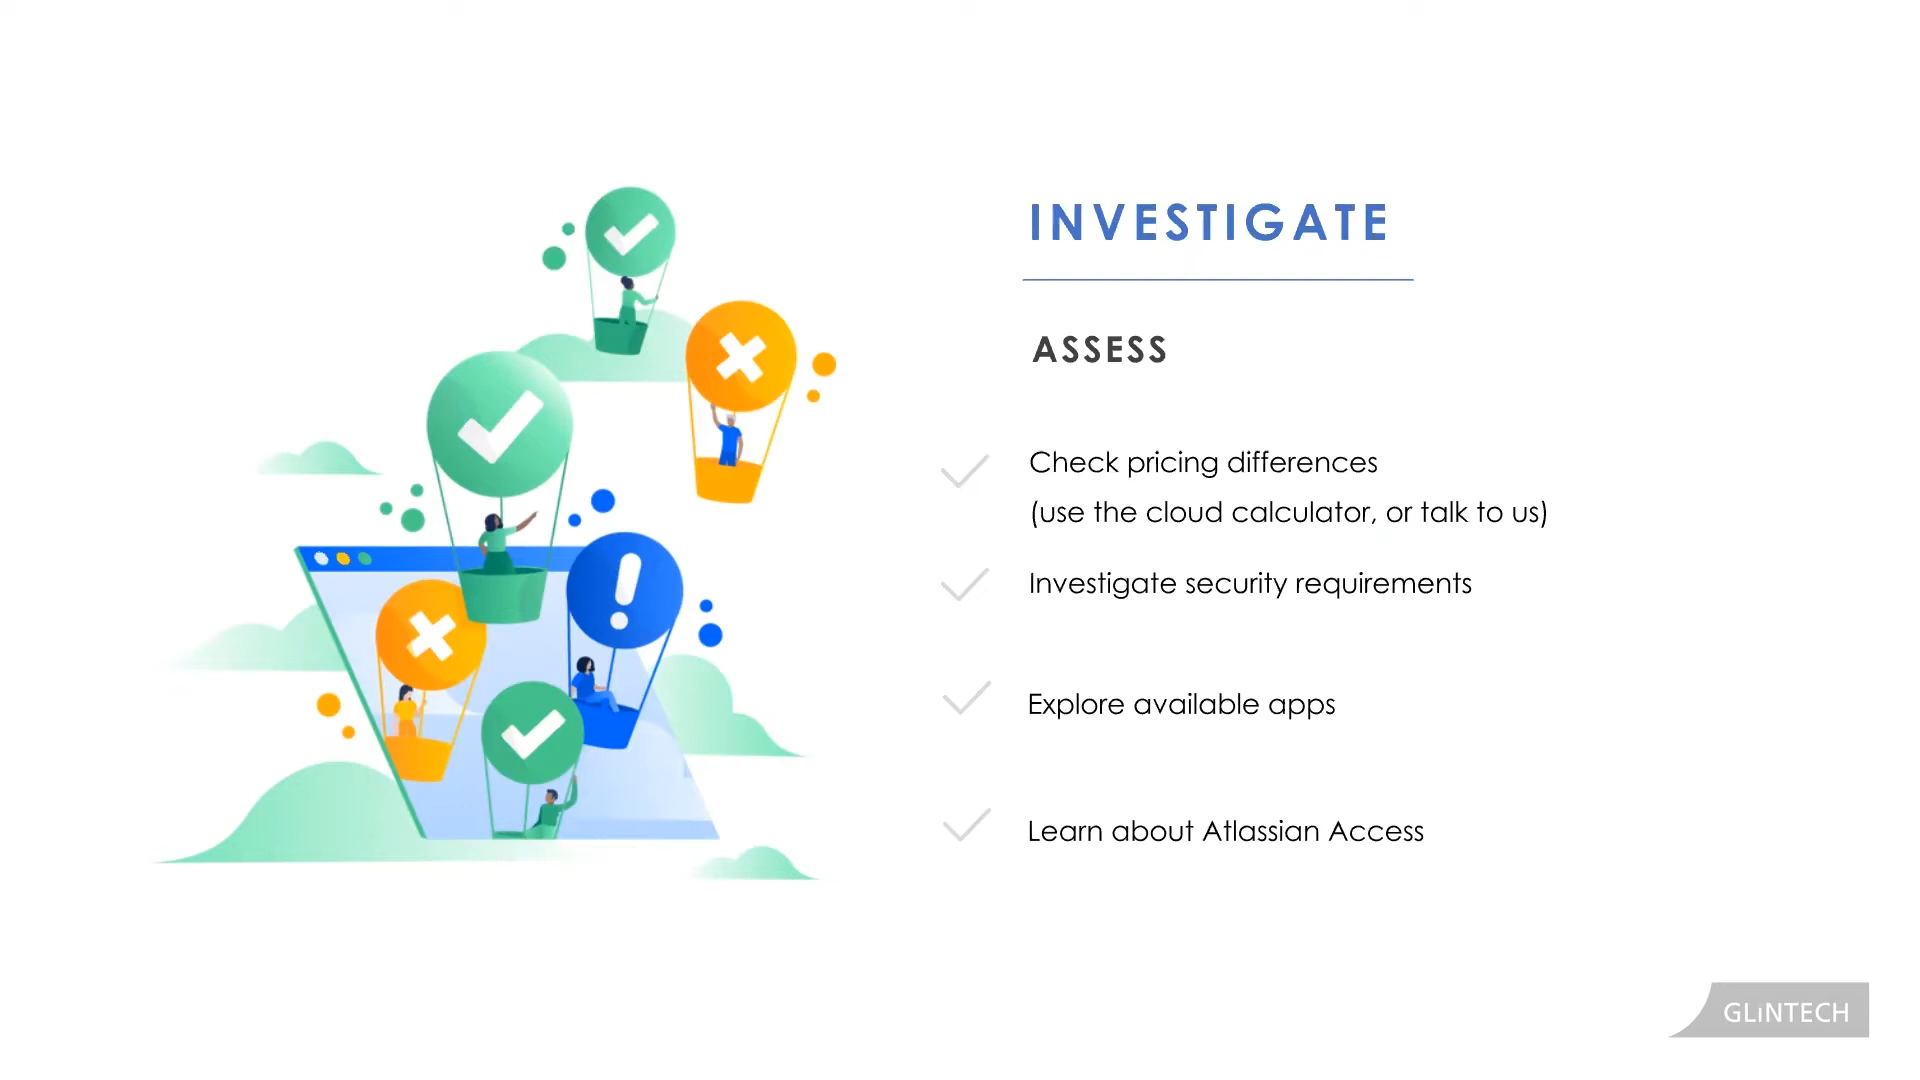 INVESTIGATE
ASSESS
Check pricing differences
(use the cloud calculator, or talk to us)
Investigate security requirements
Explore available apps
Learn about Atlassian Access
GLiNTECH